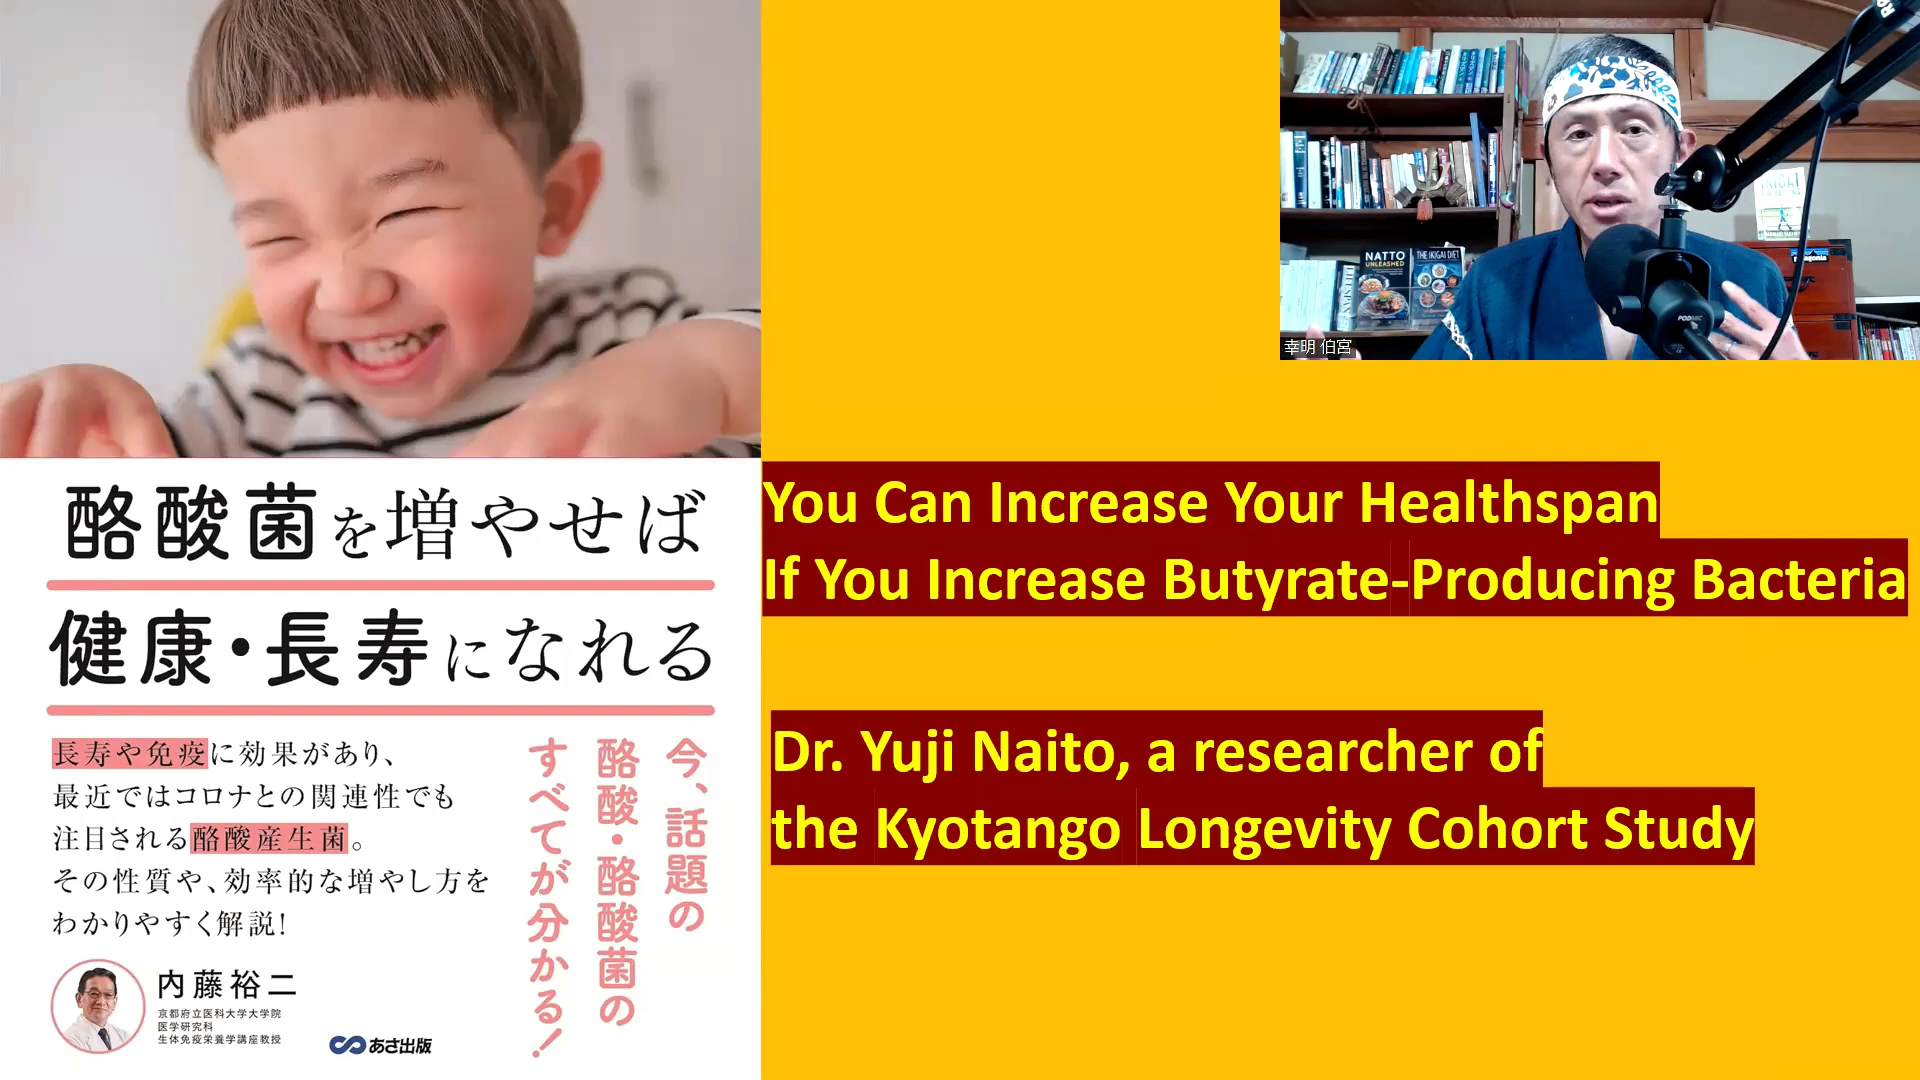 酪酸菌を増やせば
健康・長寿になれる
長寿や免疫に効果があり、
最近ではコロナとの関連性でも
注目される酪酸産生菌。
その性質や、効率的な増やし方を
わかりやすく解説!
今、話題の
酪酸・酪酸菌の
すべてが分かる!
内藤裕二
京都府立医科大学大学院
医学研究科
生体免疫栄養学講座教授
あさ出版
You Can Increase Your Healthspan
If You Increase Butyrate-Producing Bacteria
Dr. Yuji Naito, a researcher of
the Kyotango Longevity Cohort Study
NATTO
UNLEASHED
THE IKIGAI DIET
IKIGAI
patagonia
PODMIC
幸明 伯宮